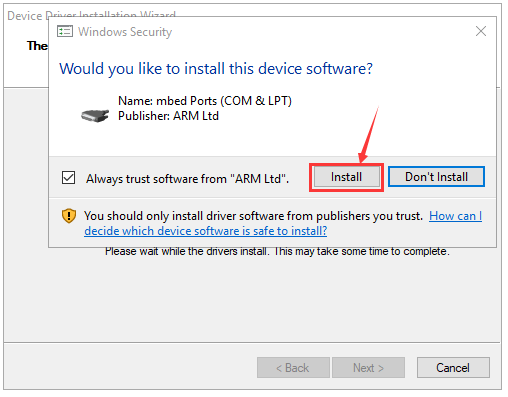 Device Driver Installation Wizard
The
Windows Security
Would you like to install this device software?
Name: mbed Ports (COM & LPT)
Publisher: ARM Ltd
Always trust software from "ARM Ltd".
Install
Don't Install
You should only install driver software from publishers you trust. How can I
decide which device software is safe to install?
Please wait while the drivers install. This may take some time to complete.
< Back
Next >
Cancel